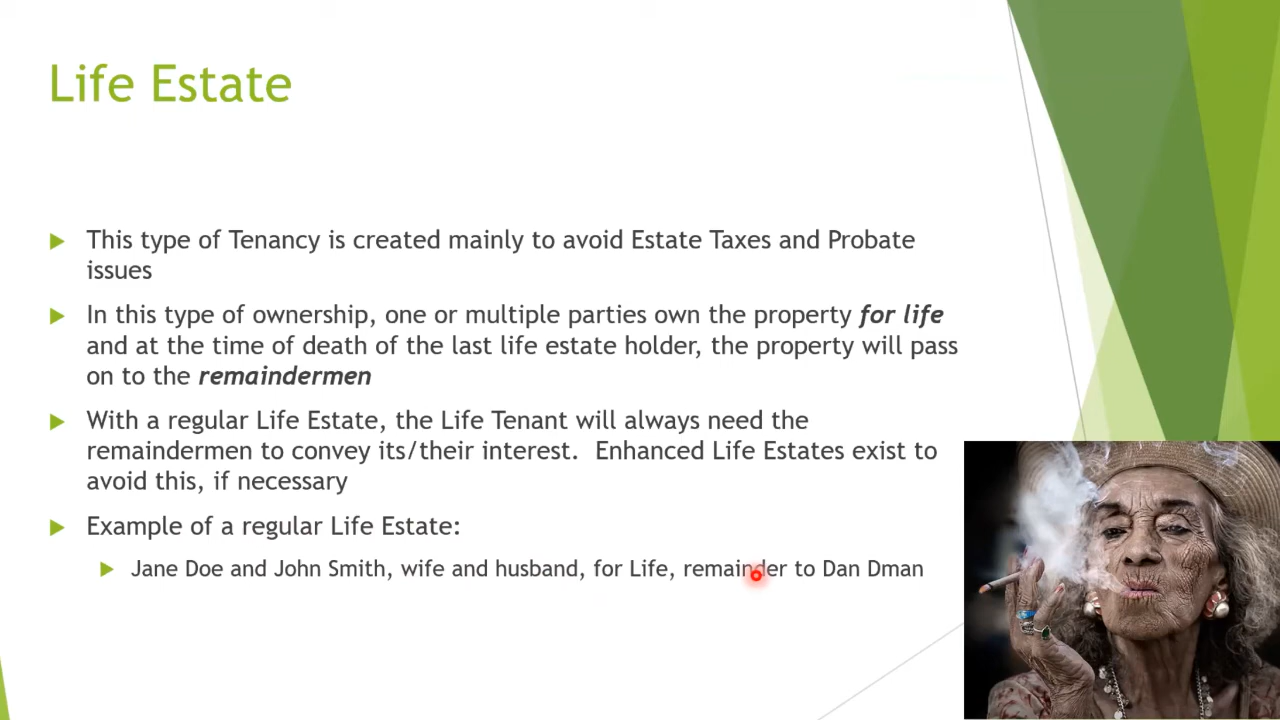 Life Estate
This type of Tenancy is created mainly to avoid Estate Taxes and Probate
issues
In this type of ownership, one or multiple parties own the property for life
and at the time of death of the last life estate holder, the property will pass
on to the remaindermen
With a regular Life Estate, the Life Tenant will always need the
remaindermen to convey its/their interest.  Enhanced Life Estates exist to
avoid this, if necessary
Example of a regular Life Estate:
Jane Doe and John Smith, wife and husband, for Life, remainder to Dan Dman